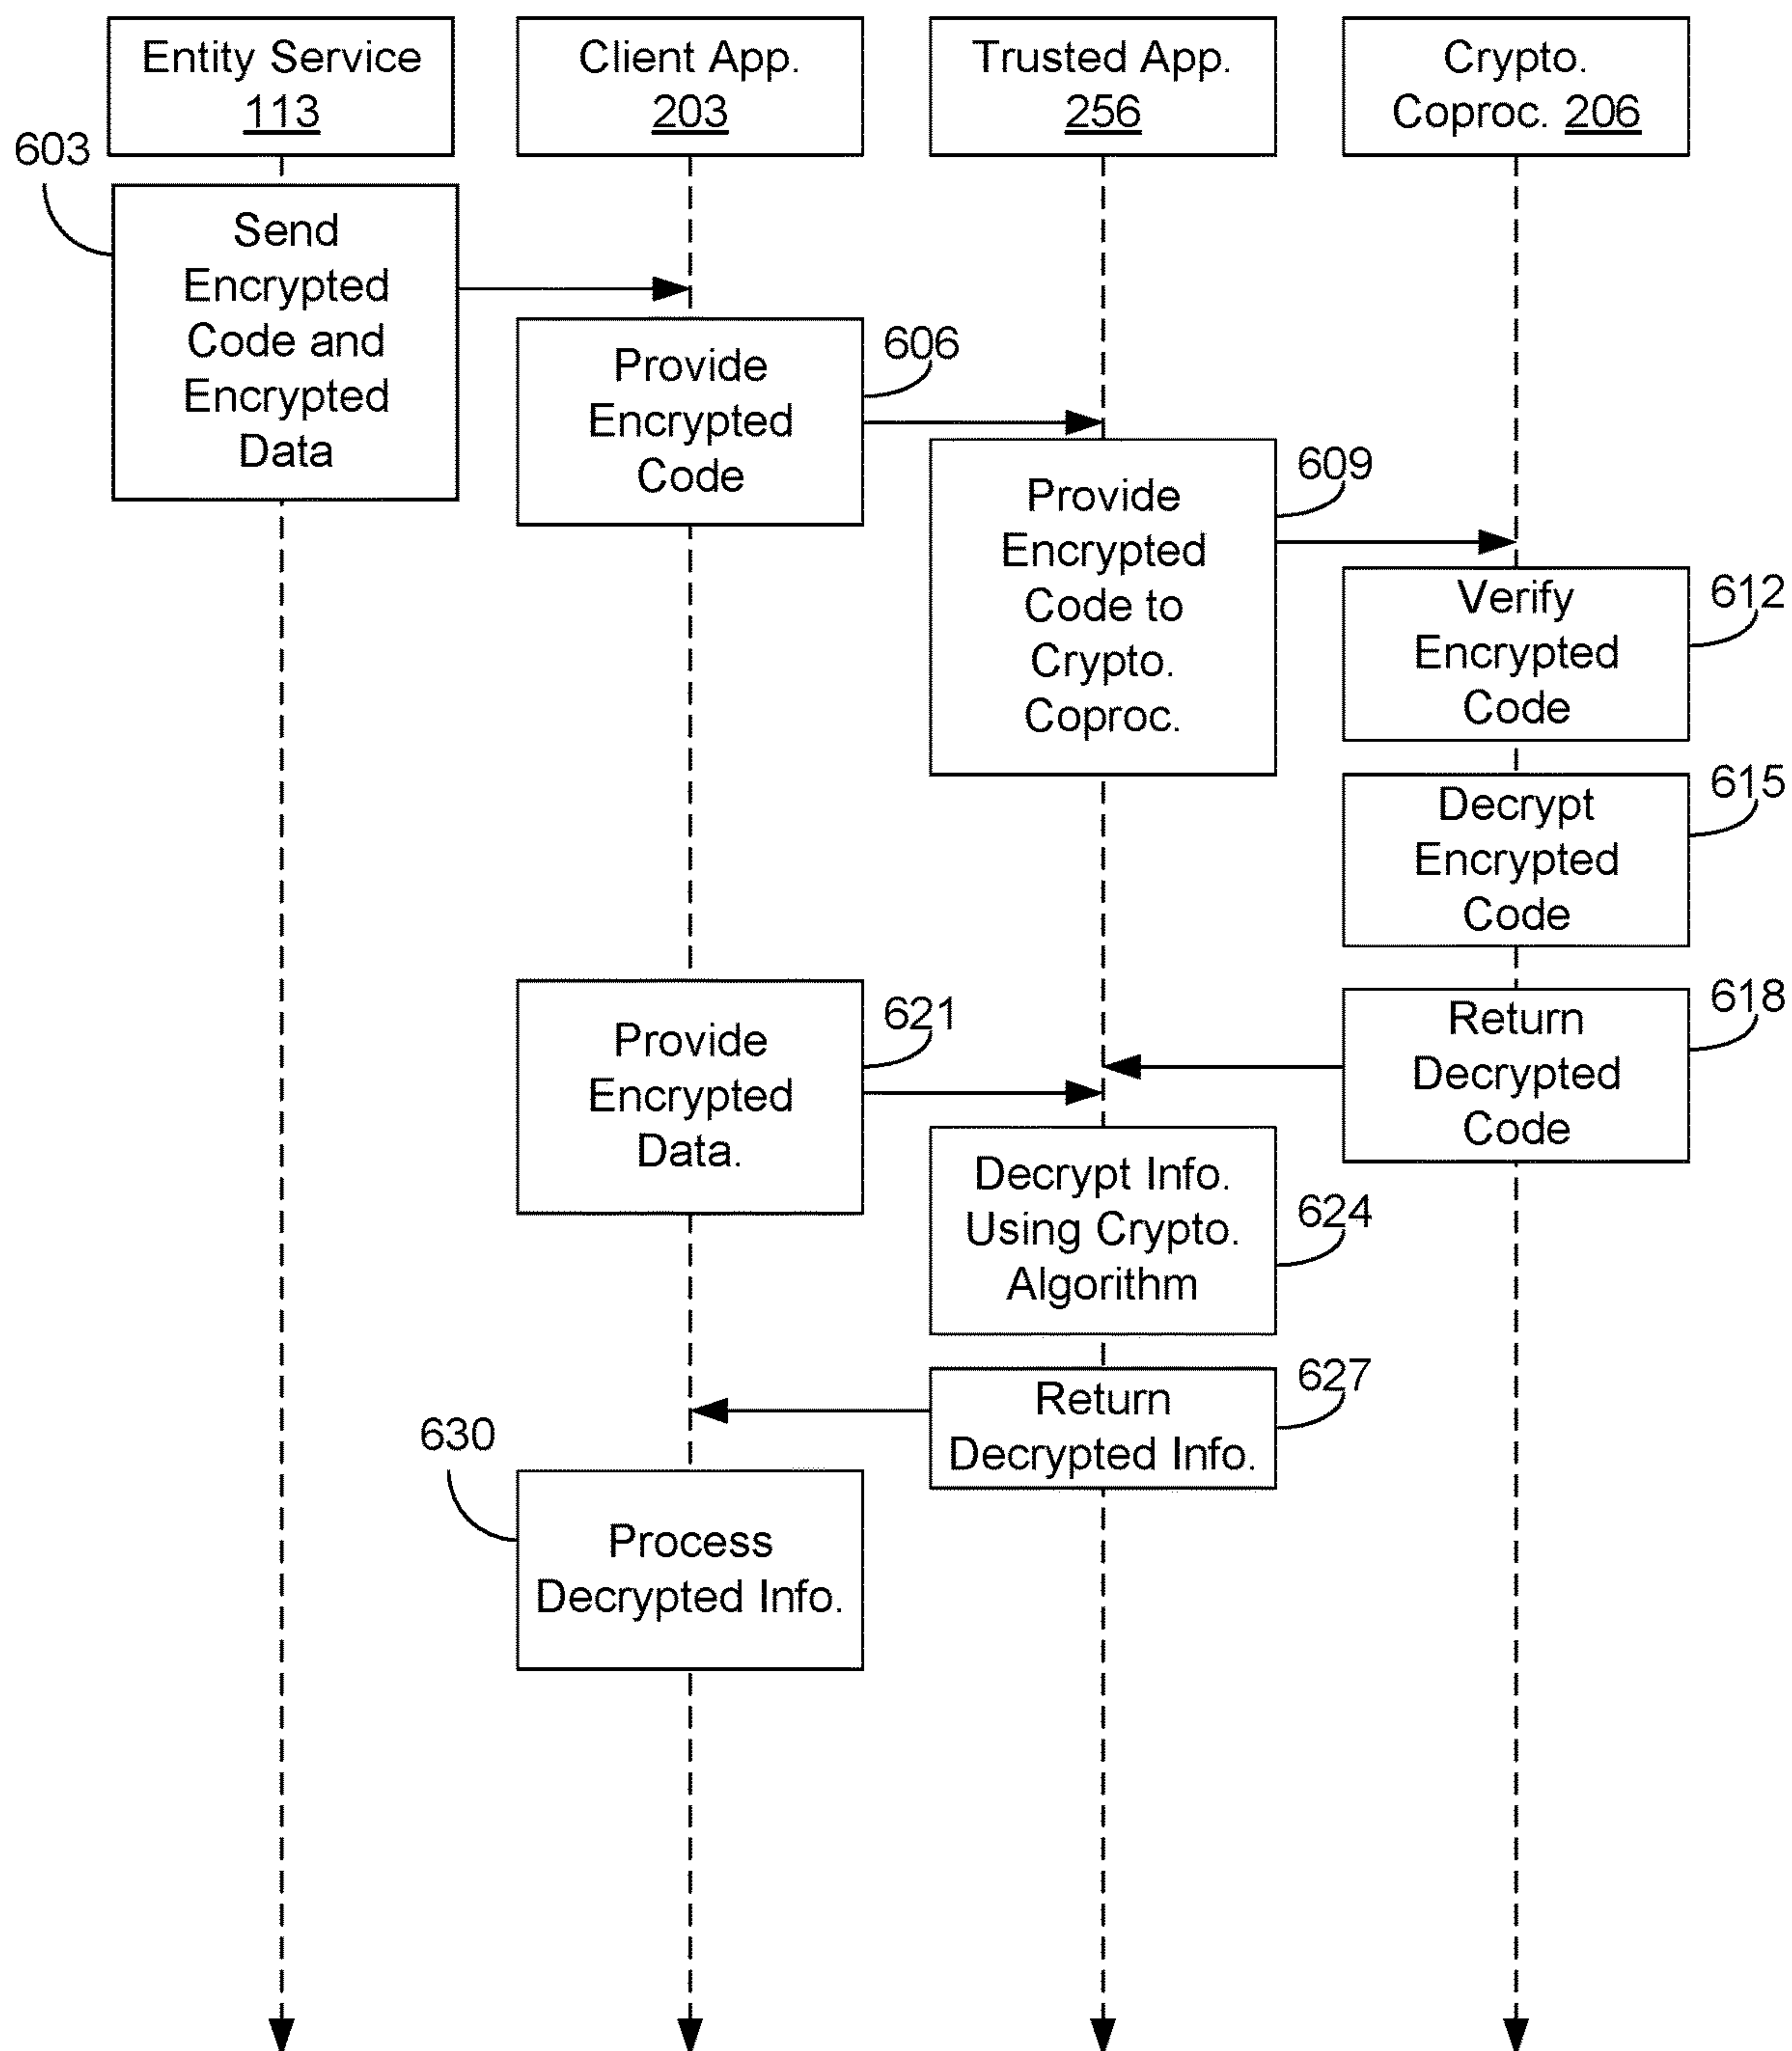 Entity Service
113
Client App.
203
Trusted App.
256
Crypto.
Coproc. 206
603
Send
Encrypted
Code and
Encrypted
Data
606
Provide
Encrypted
Code
609
Provide
Encrypted
Code to
Crypto.
Coproc.
612
Verify
Encrypted
Code
615
Decrypt
Encrypted
Code
618
Return
Decrypted
Code
621
Provide
Encrypted
Data.
624
Decrypt Info.
Using Crypto.
Algorithm
627
Return
Decrypted Info.
630
Process
Decrypted Info.